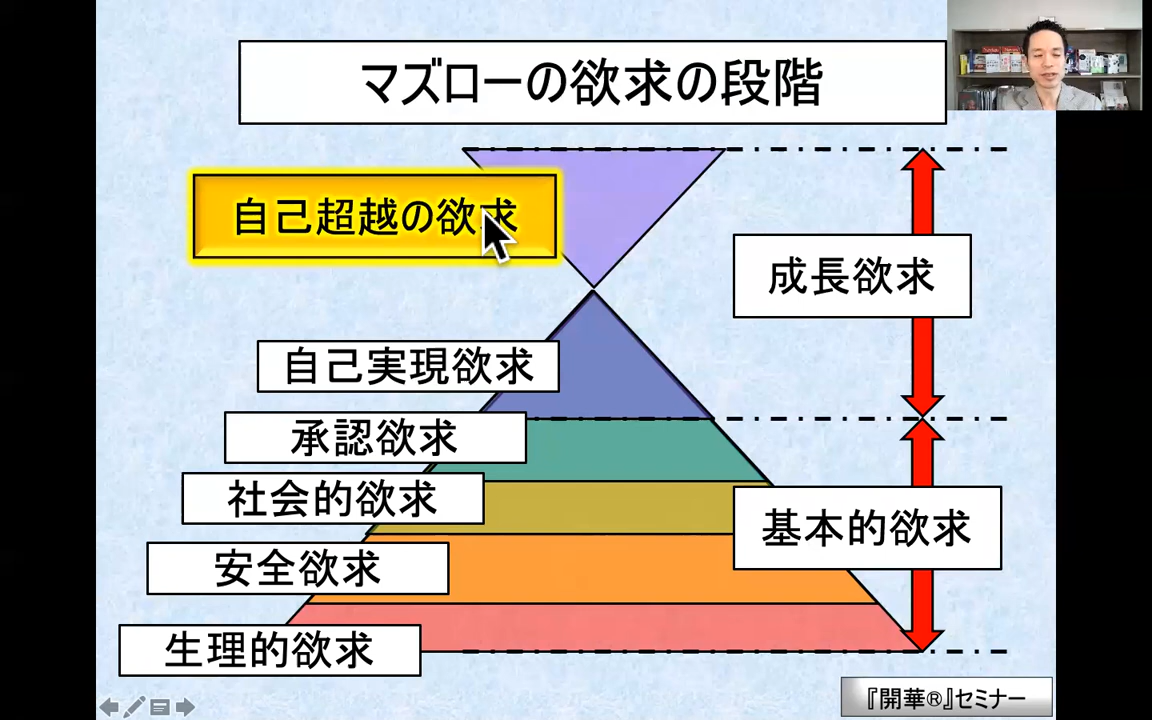 マズローの欲求の段階
自己超越の欲求
成長欲求
自己実現欲求
承認欲求
社会的欲求
基本的欲求
安全欲求
生理的欲求
『開華®』セミナー